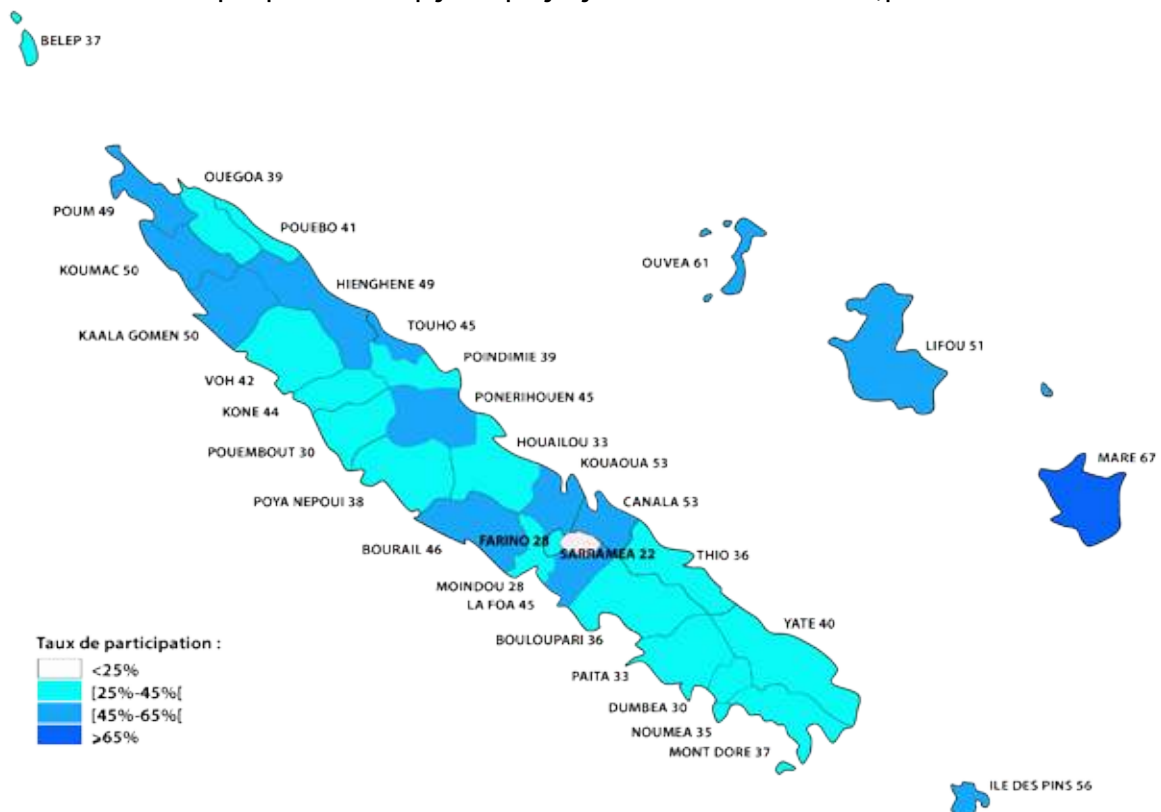 BELEP 37
OUEGOA 39
POUM 49
POUEBO 41
OUVEA 61
KOUMAC 50
HIENGHENE 49
TOUHO 45
KAALA GOMEN 50
LIFOU 51
POINDIMIE 39
VOH 42
PONERIHOUEN 45
KONE 44
HOUAILOU 33
POUEMBOUT 30
KOUAOUA 53
MARE 67
POYA NEPOUI 38
CANALA 53
BOURAIL 46
FARINO 28
SARRAMEA 22
THIO 36
MOINDOU 28
LA FOA 45
YATE 40
BOULOUPARI 36
PAITA 33
DUMBEA 30
NOUMEA 35
MONT DORE 37
ILE DES PINS 56
Taux de participation :
<25%
[25%-45%[
[45%-65%[
⩾65%